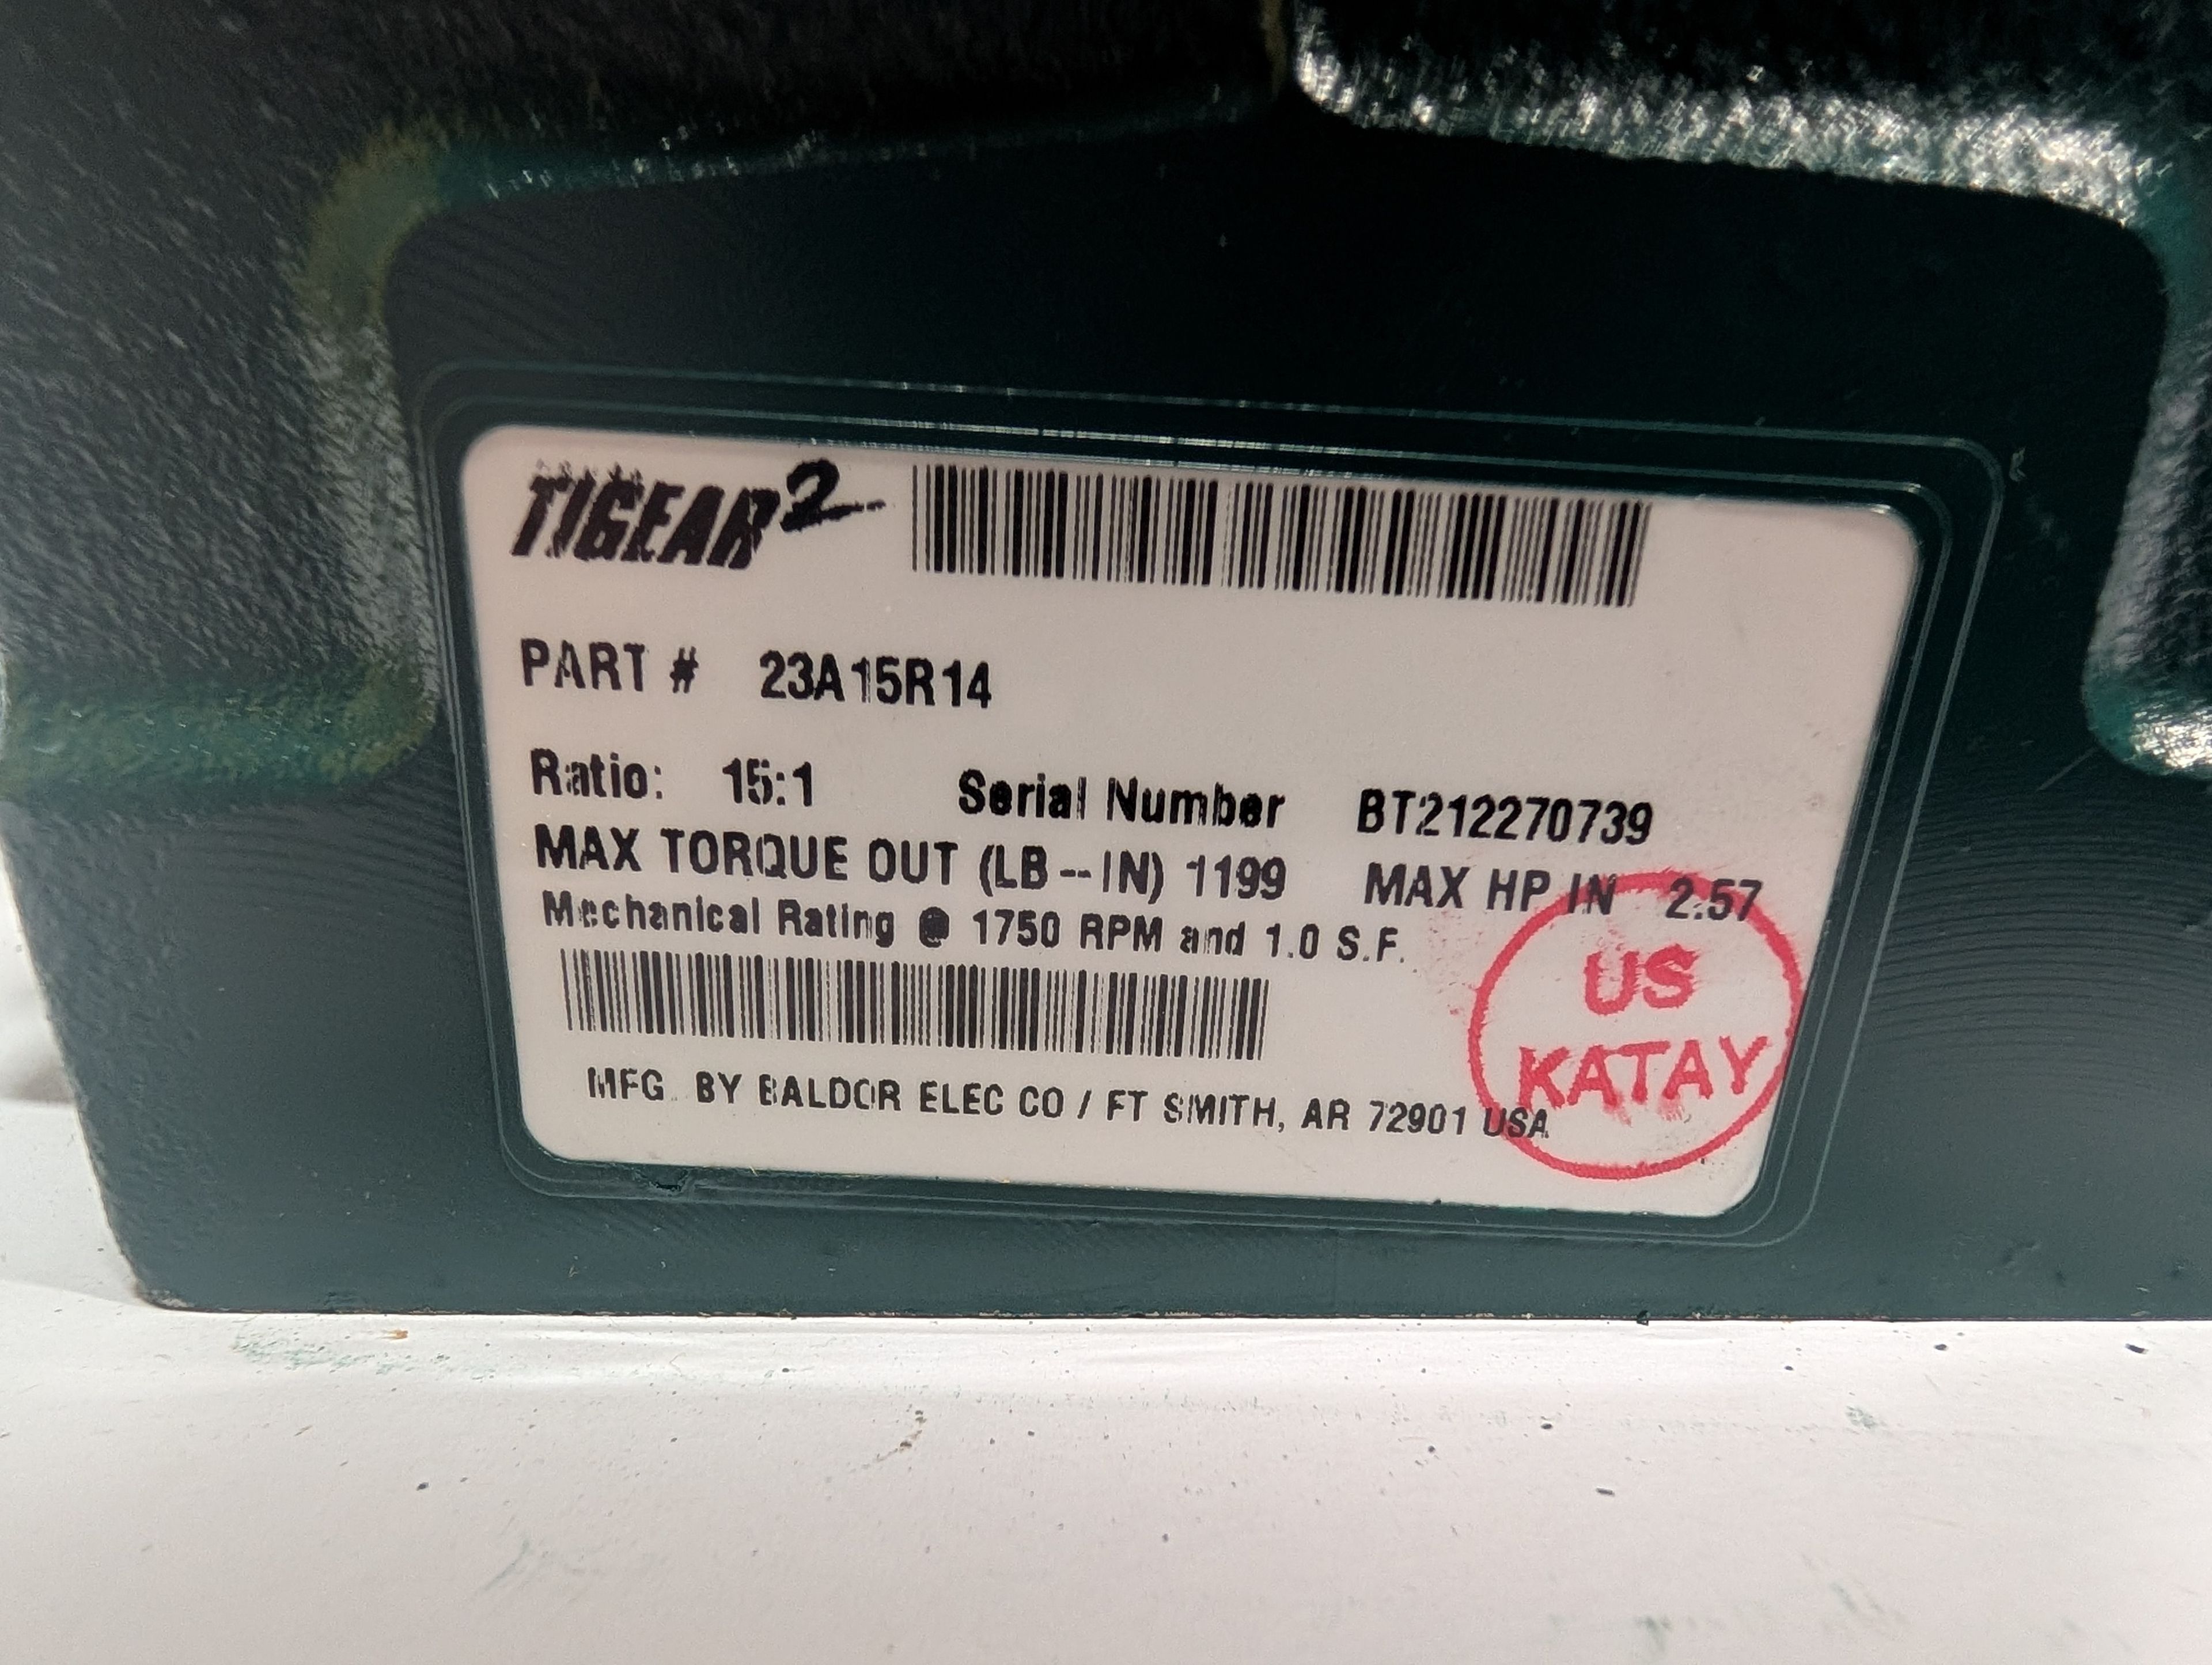 TIGEAR2
PART # 23A15R14
Ratio: 15:1 Serial Number BT212270739
MAX TORQUE OUT (LB--IN) 1199 MAX HP IN 2.57
Mechanical Rating @ 1750 RPM and 1.0 S.F.
US
KATAY
MFG. BY BALDOR ELEC CO / FT SMITH, AR 72901 USA